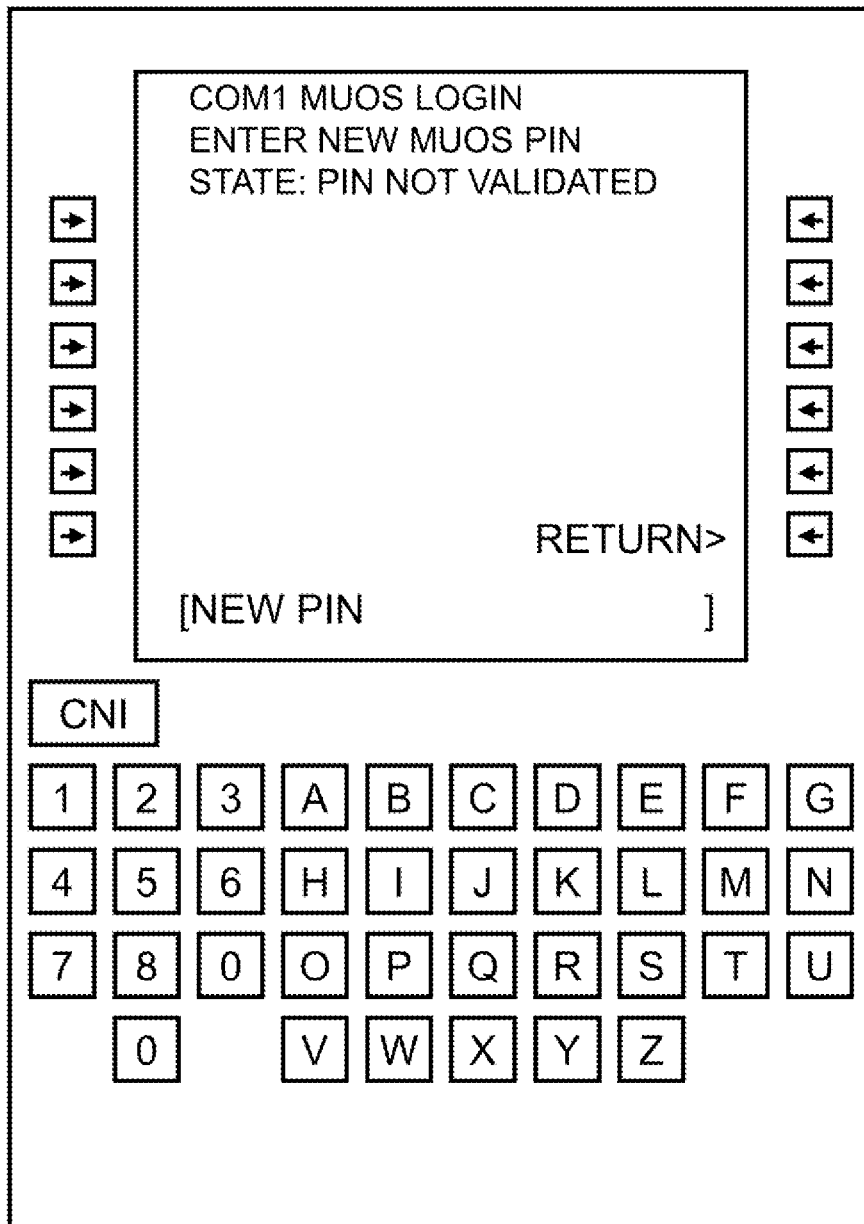 COM1 MUOS LOGIN
ENTER NEW MUOS PIN
STATE: PIN NOT VALIDATED
RETURN>
[NEW PIN ]
CNI
1 2 3 A B C D E F G
4 5 6 H I J K L M N
7 8 0 O P Q R S T U
0 V W X Y Z